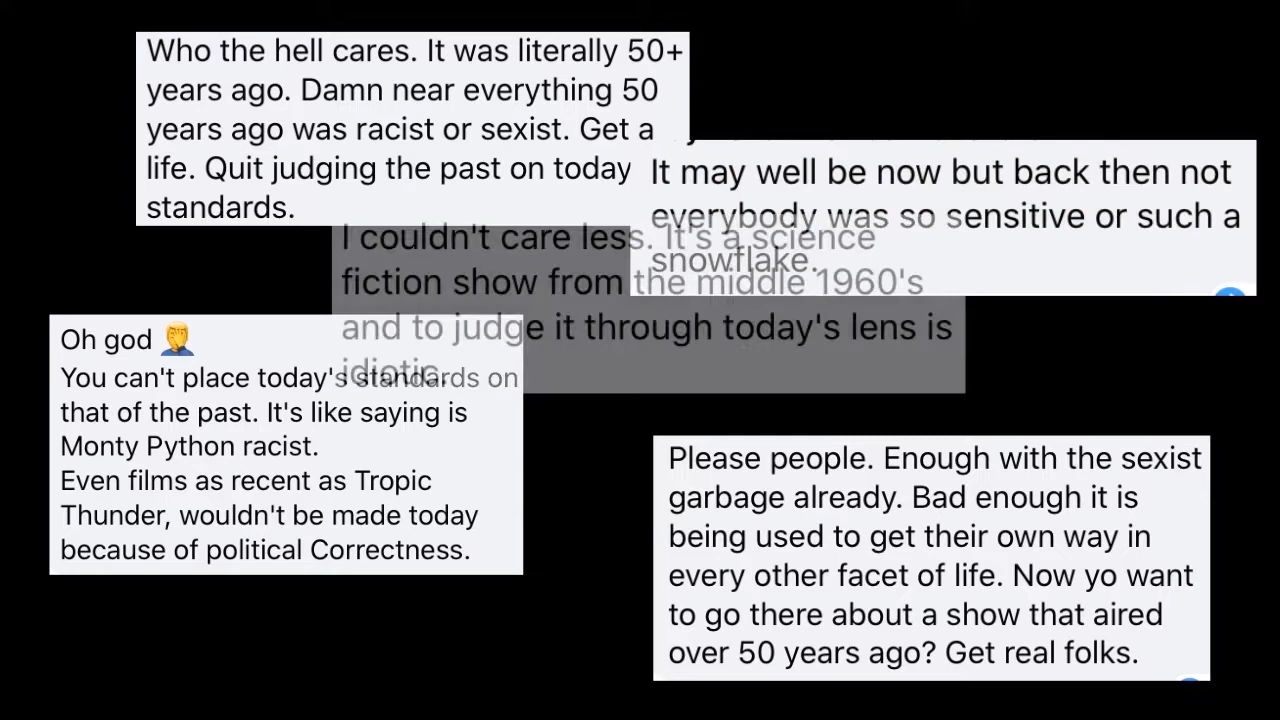 Who the hell cares. It was literally 50+
years ago. Damn near everything 50
years ago was racist or sexist. Get a
life. Quit judging the past on today
standards.
It may well be now but back then not
everybody was so sensitive or such a
snowflake.
I couldn't care less. It's a science
fiction show from the middle 1960's
and to judge it through today's lens is
idiotic.
Oh god 🤦‍♂️
You can't place today's standards on
that of the past. It's like saying is
Monty Python racist.
Even films as recent as Tropic
Thunder, wouldn't be made today
because of political Correctness.
Please people. Enough with the sexist
garbage already. Bad enough it is
being used to get their own way in
every other facet of life. Now yo want
to go there about a show that aired
over 50 years ago? Get real folks.